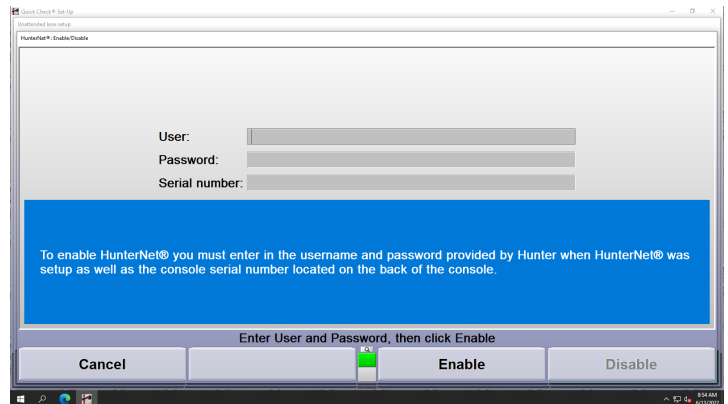 Quick Check® Set-Up
Unattended lane setup
HunterNet®: Enable/Disable
User:
Password:
Serial number:
To enable HunterNet® you must enter in the username and password provided by Hunter when HunterNet® was
setup as well as the console serial number located on the back of the console.
Enter User and Password, then click Enable
Cancel
Enable
Disable
8:54 AM
6/13/2022